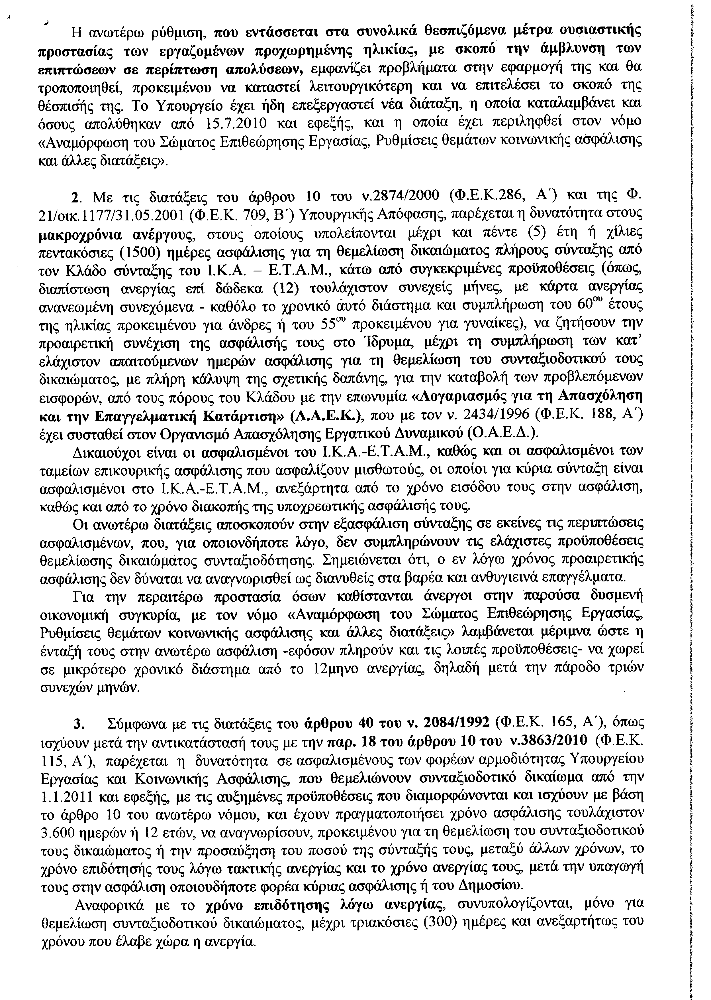 Η ανωτέρω ρύθμιση, που εντάσσεται στα συνολικά θεσπιζόμενα μέτρα ουσιαστικής
προστασίας των εργαζομένων προχωρημένης ηλικίας, με σκοπό την άμβλυνση των
επιπτώσεων σε περίπτωση απολύσεων, εμφανίζει προβλήματα στην εφαρμογή της και θα
τροποποιηθεί, προκειμένου να καταστεί λειτουργικότερη και να επιτελέσει το σκοπό της
θέσπισής της. Το Υπουργείο έχει ήδη επεξεργαστεί νέα διάταξη, η οποία καταλαμβάνει και
όσους απολύθηκαν από 15.7.2010 και εφεξής, και η οποία έχει περιληφθεί στον νόμο
«Αναμόρφωση του Σώματος Επιθεώρησης Εργασίας, Ρυθμίσεις θεμάτων κοινωνικής ασφάλισης
και άλλες διατάξεις».
2. Με τις διατάξεις του άρθρου 10 του ν.2874/2000 (Φ.Ε.Κ.286, Α΄) και της Φ.
21/οικ.1177/31.05.2001 (Φ.Ε.Κ. 709, Β΄) Υπουργικής Απόφασης, παρέχεται η δυνατότητα στους
μακροχρόνια ανέργους, στους οποίους υπολείπονται μέχρι και πέντε (5) έτη ή χίλιες
πεντακόσιες (1500) ημέρες ασφάλισης για τη θεμελίωση δικαιώματος πλήρους σύνταξης από
τον Κλάδο σύνταξης του Ι.Κ.Α. – Ε.Τ.Α.Μ., κάτω από συγκεκριμένες προϋποθέσεις (όπως,
διαπίστωση ανεργίας επί δώδεκα (12) τουλάχιστον συνεχείς μήνες, με κάρτα ανεργίας
ανανεωμένη συνεχόμενα - καθόλο το χρονικό αυτό διάστημα και συμπλήρωση του 60ου έτους
της ηλικίας προκειμένου για άνδρες ή του 55ου προκειμένου για γυναίκες), να ζητήσουν την
προαιρετική συνέχιση της ασφάλισής τους στο Ίδρυμα, μέχρι τη συμπλήρωση των κατ’
ελάχιστον απαιτούμενων ημερών ασφάλισης για τη θεμελίωση του συνταξιοδοτικού τους
δικαιώματος, με πλήρη κάλυψη της σχετικής δαπάνης, για την καταβολή των προβλεπόμενων
εισφορών, από τους πόρους του Κλάδου με την επωνυμία «Λογαριασμός για τη Απασχόληση
και την Επαγγελματική Κατάρτιση» (Λ.Α.Ε.Κ.), που με τον ν. 2434/1996 (Φ.Ε.Κ. 188, Α΄)
έχει συσταθεί στον Οργανισμό Απασχόλησης Εργατικού Δυναμικού (Ο.Α.Ε.Δ.).
Δικαιούχοι είναι οι ασφαλισμένοι του Ι.Κ.Α.-Ε.Τ.Α.Μ., καθώς και οι ασφαλισμένοι των
ταμείων επικουρικής ασφάλισης που ασφαλίζουν μισθωτούς, οι οποίοι για κύρια σύνταξη είναι
ασφαλισμένοι στο Ι.Κ.Α.-Ε.Τ.Α.Μ., ανεξάρτητα από το χρόνο εισόδου τους στην ασφάλιση,
καθώς και από το χρόνο διακοπής της υποχρεωτικής ασφάλισής τους.
Οι ανωτέρω διατάξεις αποσκοπούν στην εξασφάλιση σύνταξης σε εκείνες τις περιπτώσεις
ασφαλισμένων, που, για οποιονδήποτε λόγο, δεν συμπληρώνουν τις ελάχιστες προϋποθέσεις
θεμελίωσης δικαιώματος συνταξιοδότησης. Σημειώνεται ότι, ο εν λόγω χρόνος προαιρετικής
ασφάλισης δεν δύναται να αναγνωρισθεί ως διανυθείς στα βαρέα και ανθυγιεινά επαγγέλματα.
Για την περαιτέρω προστασία όσων καθίστανται άνεργοι στην παρούσα δυσμενή
οικονομική συγκυρία, με τον νόμο «Αναμόρφωση του Σώματος Επιθεώρησης Εργασίας,
Ρυθμίσεις θεμάτων κοινωνικής ασφάλισης και άλλες διατάξεις» λαμβάνεται μέριμνα ώστε η
ένταξή τους στην ανωτέρω ασφάλιση -εφόσον πληρούν και τις λοιπές προϋποθέσεις- να χωρεί
σε μικρότερο χρονικό διάστημα από το 12μηνο ανεργίας, δηλαδή μετά την πάροδο τριών
συνεχών μηνών.
3. Σύμφωνα με τις διατάξεις του άρθρου 40 του ν. 2084/1992 (Φ.Ε.Κ. 165, Α΄), όπως
ισχύουν μετά την αντικατάστασή τους με την παρ. 18 του άρθρου 10 του ν.3863/2010 (Φ.Ε.Κ.
115, Α΄), παρέχεται η δυνατότητα σε ασφαλισμένους των φορέων αρμοδιότητας Υπουργείου
Εργασίας και Κοινωνικής Ασφάλισης, που θεμελιώνουν συνταξιοδοτικό δικαίωμα από την
1.1.2011 και εφεξής, με τις αυξημένες προϋποθέσεις που διαμορφώνονται και ισχύουν με βάση
το άρθρο 10 του ανωτέρω νόμου, και έχουν πραγματοποιήσει χρόνο ασφάλισης τουλάχιστον
3.600 ημερών ή 12 ετών, να αναγνωρίσουν, προκειμένου για τη θεμελίωση του συνταξιοδοτικού
τους δικαιώματος ή την προσαύξηση του ποσού της σύνταξής τους, μεταξύ άλλων χρόνων, το
χρόνο επιδότησής τους λόγω τακτικής ανεργίας και το χρόνο ανεργίας τους, μετά την υπαγωγή
τους στην ασφάλιση οποιουδήποτε φορέα κύριας ασφάλισης ή του Δημοσίου.
Αναφορικά με το χρόνο επιδότησης λόγω ανεργίας, συνυπολογίζονται, μόνο για
θεμελίωση συνταξιοδοτικού δικαιώματος, μέχρι τριακόσιες (300) ημέρες και ανεξαρτήτως του
χρόνου που έλαβε χώρα η ανεργία.